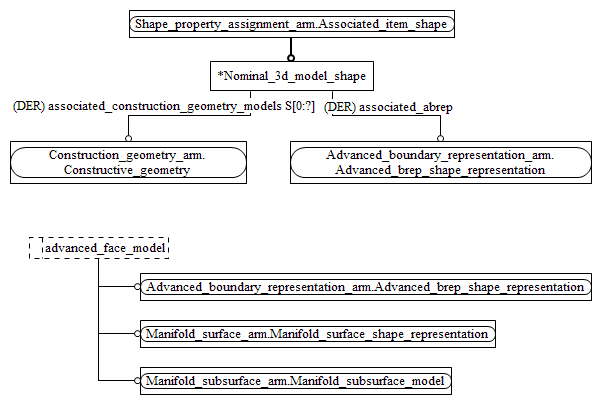 Shape_property_assignment_arm.Associated_item_shape
*Nominal_3d_model_shape
(DER) associated_construction_geometry_models S[0:?]
(DER) associated_abrep
Construction_geometry_arm.
Constructive_geometry
Advanced_boundary_representation_arm.
Advanced_brep_shape_representation
advanced_face_model
Advanced_boundary_representation_arm.Advanced_brep_shape_representation
Manifold_surface_arm.Manifold_surface_shape_representation
Manifold_subsurface_arm.Manifold_subsurface_model